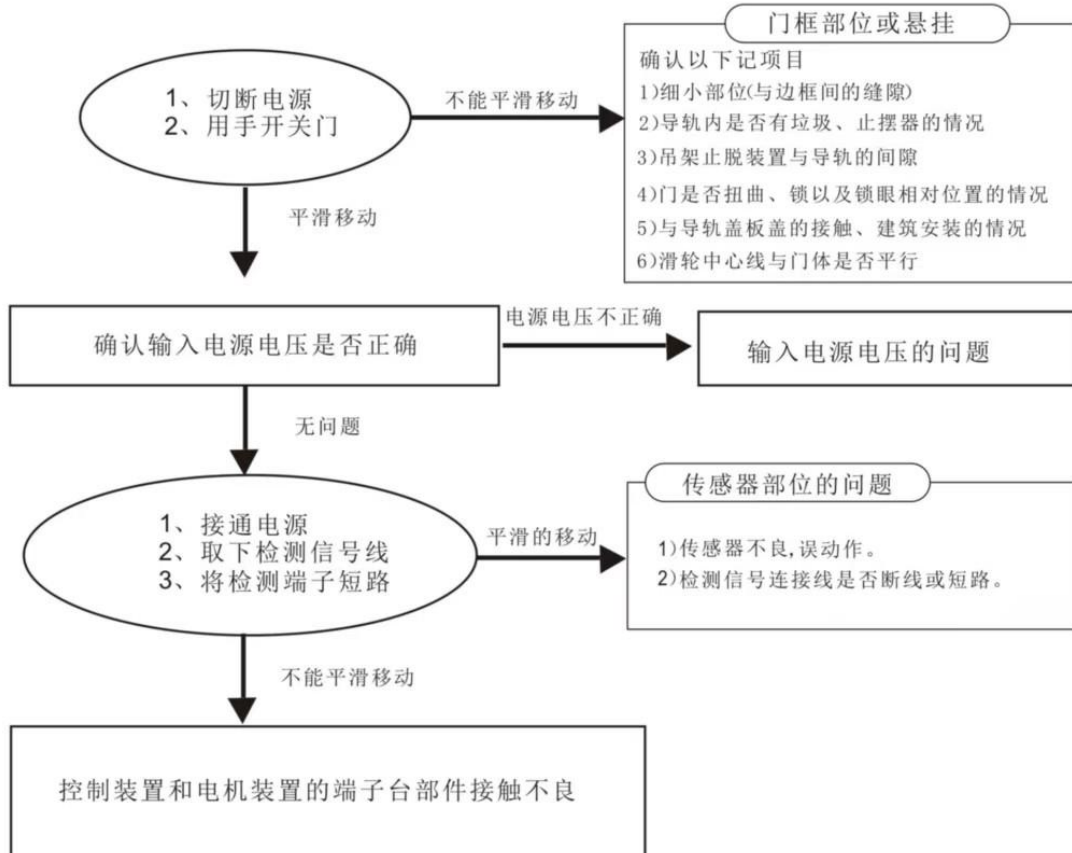 门框部位或悬挂
确认以下记项目
1)细小部位(与边框间的缝隙)
2)导轨内是否有垃圾、止摆器的情况
3)吊架止脱装置与导轨的间隙
4)门是否扭曲、锁以及锁眼相对位置的情况
5)与导轨盖板盖的接触、建筑安装的情况
6)滑轮中心线与门体是否平行
1、切断电源
2、用手开关门
不能平滑移动
平滑移动
确认输入电源电压是否正确
电源电压不正确
输入电源电压的问题
无问题
1、接通电源
2、取下检测信号线
3、将检测端子短路
平滑的移动
传感器部位的问题
1)传感器不良,误动作。
2)检测信号连接线是否断线或短路。
不能平滑移动
控制装置和电机装置的端子台部件接触不良